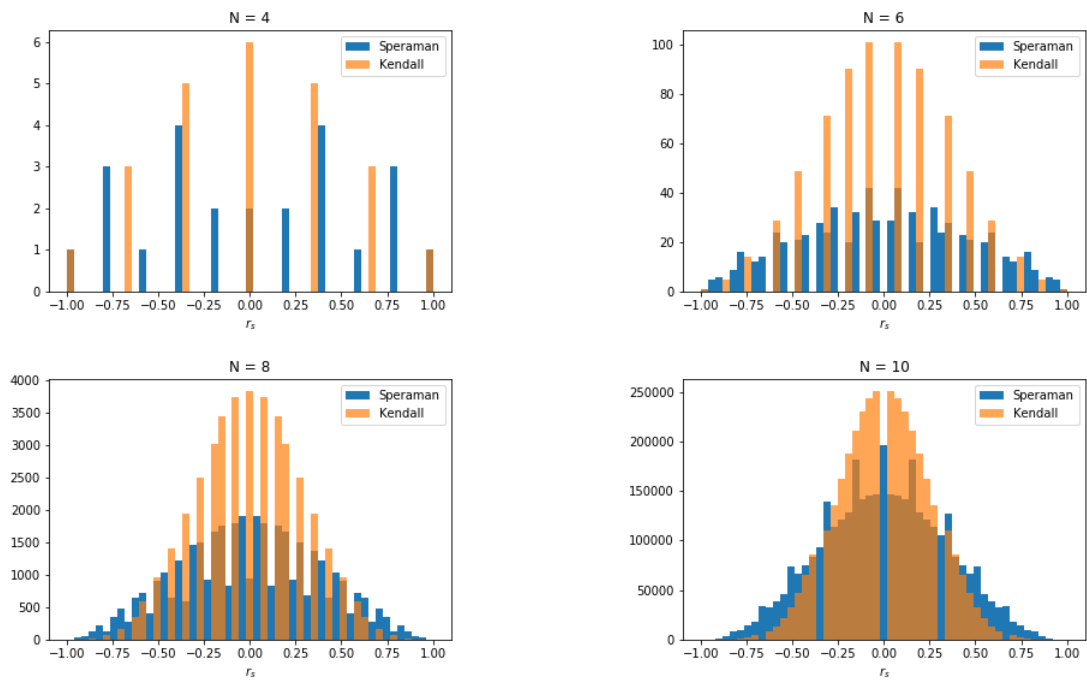 N = 4
6
5
4
3
2
1
0
Speraman
Kendall
−1.00 −0.75 −0.50 −0.25 0.00 0.25 0.50 0.75 1.00
r_s
N = 6
100
80
60
40
20
0
Speraman
Kendall
−1.00 −0.75 −0.50 −0.25 0.00 0.25 0.50 0.75 1.00
r_s
N = 8
4000
3500
3000
2500
2000
1500
1000
500
0
Speraman
Kendall
−1.00 −0.75 −0.50 −0.25 0.00 0.25 0.50 0.75 1.00
r_s
N = 10
250000
200000
150000
100000
50000
0
Speraman
Kendall
−1.00 −0.75 −0.50 −0.25 0.00 0.25 0.50 0.75 1.00
r_s